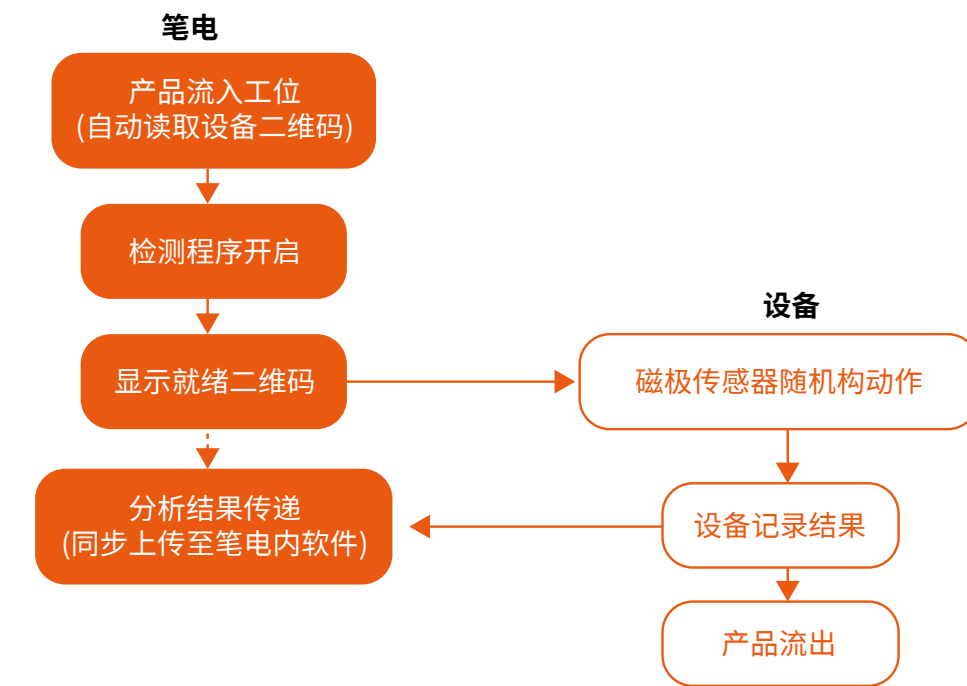 笔电
产品流入工位
(自动读取设备二维码)
检测程序开启
显示就绪二维码
分析结果传递
(同步上传至笔电内软件)
设备
磁极传感器随机构动作
设备记录结果
产品流出